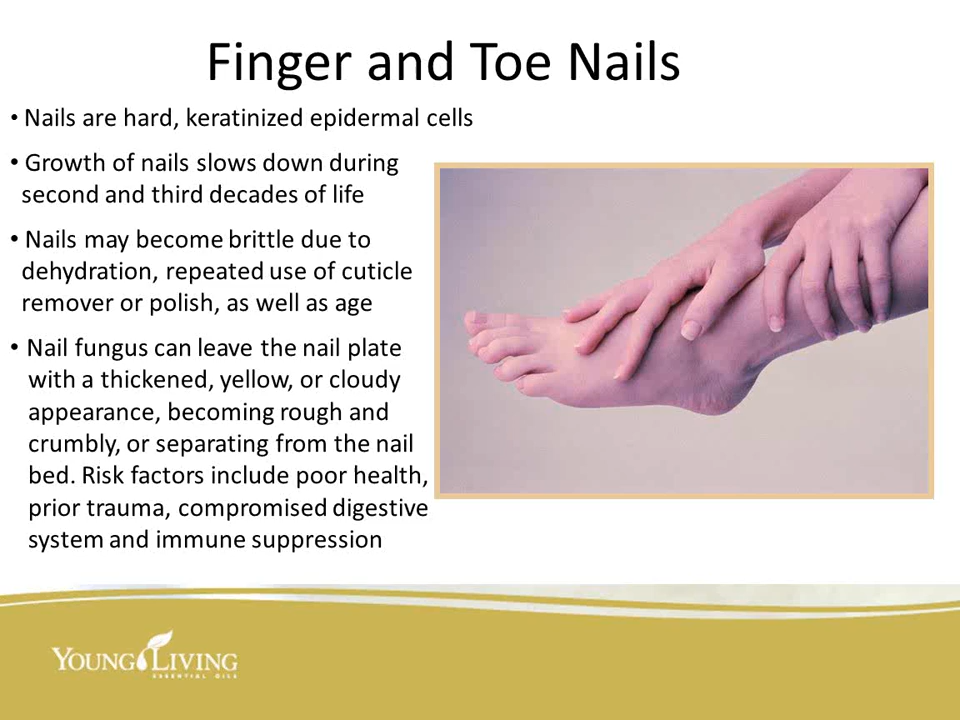 Finger and Toe Nails
• Nails are hard, keratinized epidermal cells
• Growth of nails slows down during
second and third decades of life
• Nails may become brittle due to
dehydration, repeated use of cuticle
remover or polish, as well as age
• Nail fungus can leave the nail plate
with a thickened, yellow, or cloudy
appearance, becoming rough and
crumbly, or separating from the nail
bed. Risk factors include poor health,
prior trauma, compromised digestive
system and immune suppression
YOUNG LIVING
ESSENTIAL OILS